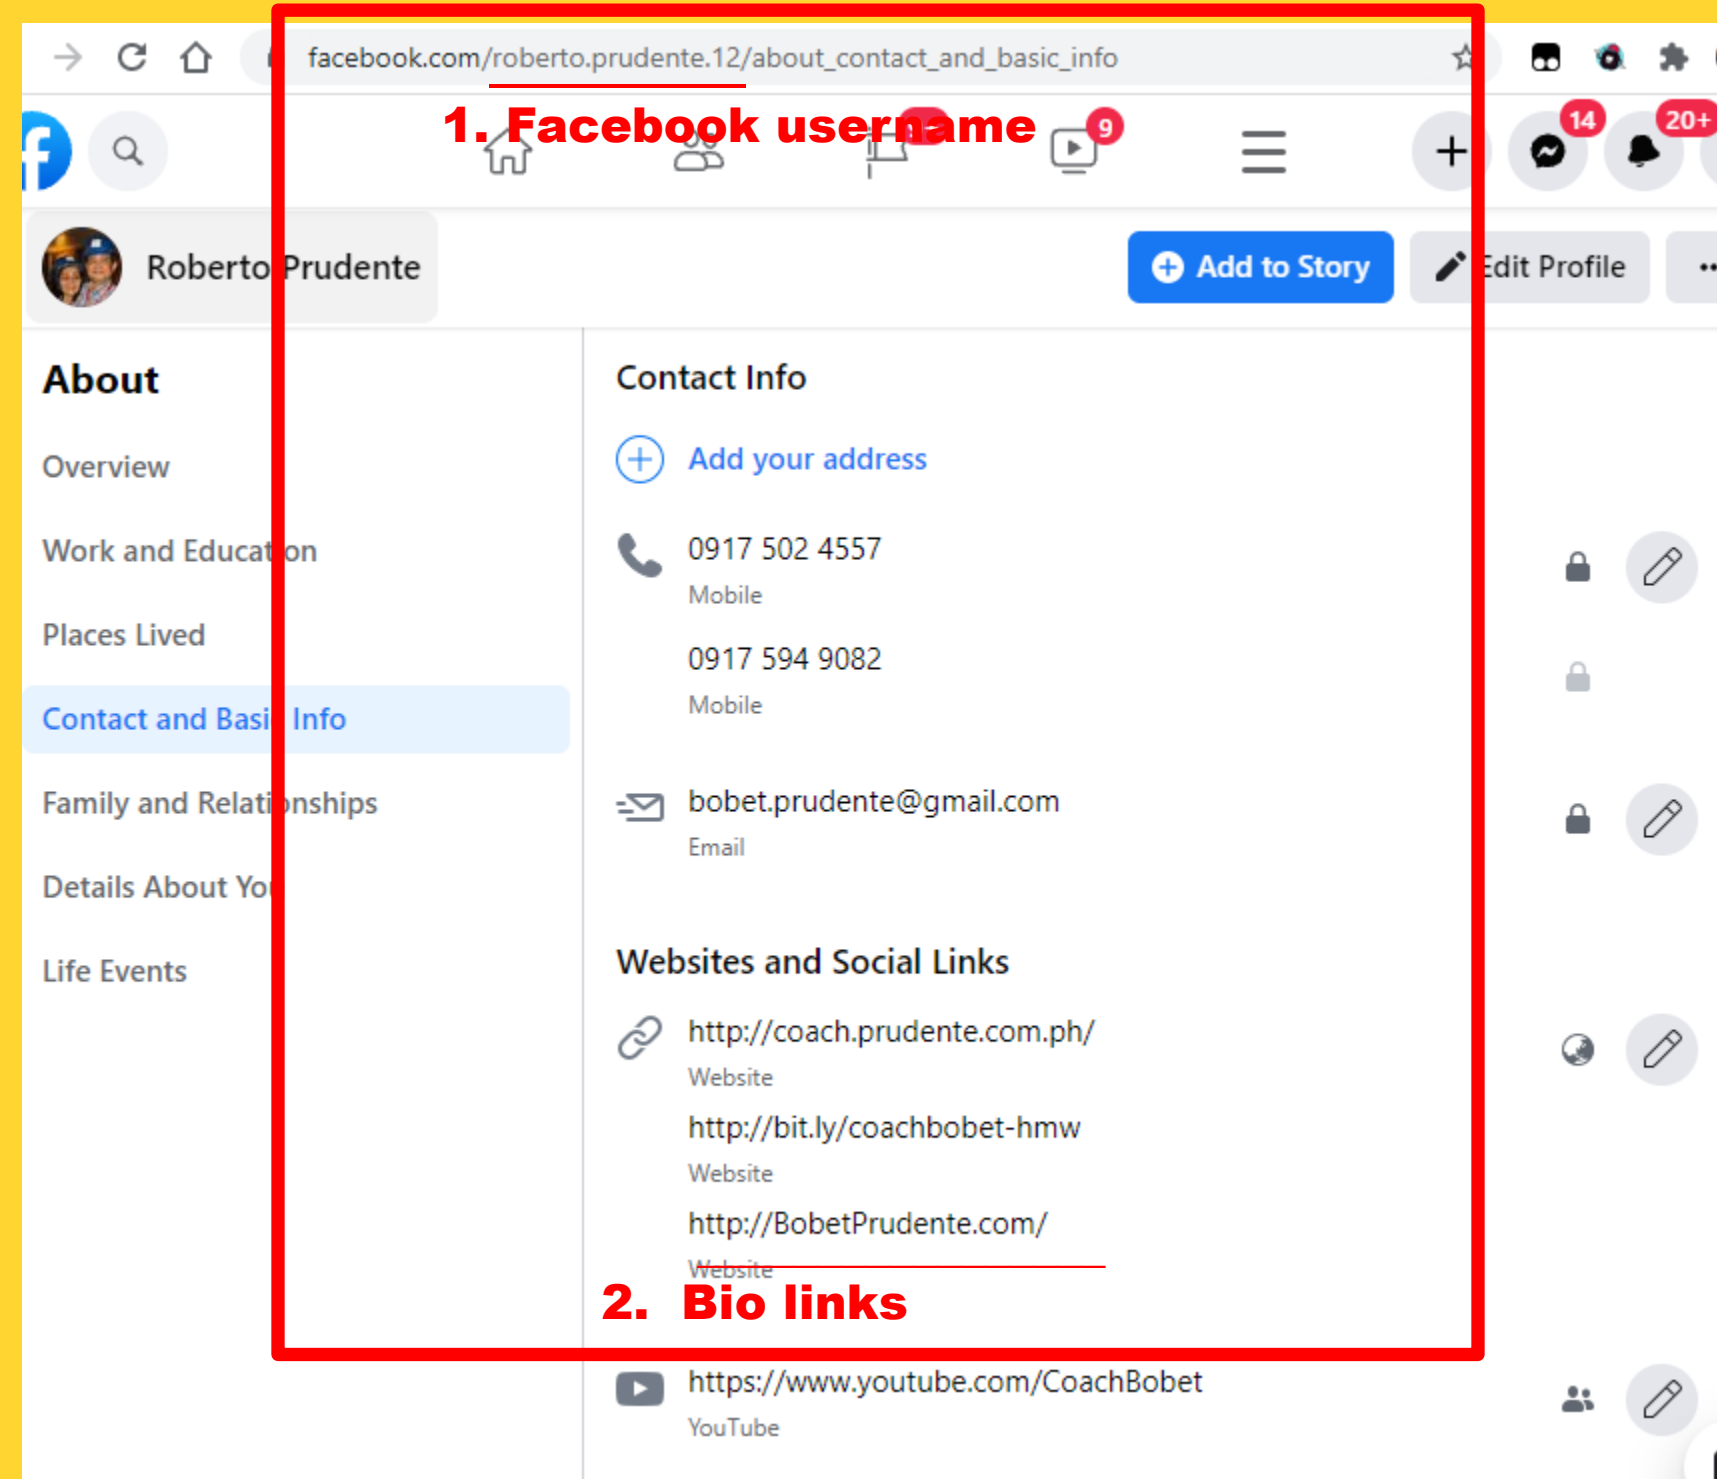 facebook.com/roberto.prudente.12/about_contact_and_basic_info
1. Facebook username
9
14
20+
Roberto Prudente
Add to Story
Edit Profile
About
Contact Info
Overview
Add your address
Work and Education
0917 502 4557
Mobile
Places Lived
0917 594 9082
Mobile
Contact and Basic Info
Family and Relationships
bobet.prudente@gmail.com
Email
Details About You
Life Events
Websites and Social Links
http://coach.prudente.com.ph/
Website
http://bit.ly/coachbobet-hmw
Website
http://BobetPrudente.com/
Website
2. Bio links
https://www.youtube.com/CoachBobet
YouTube